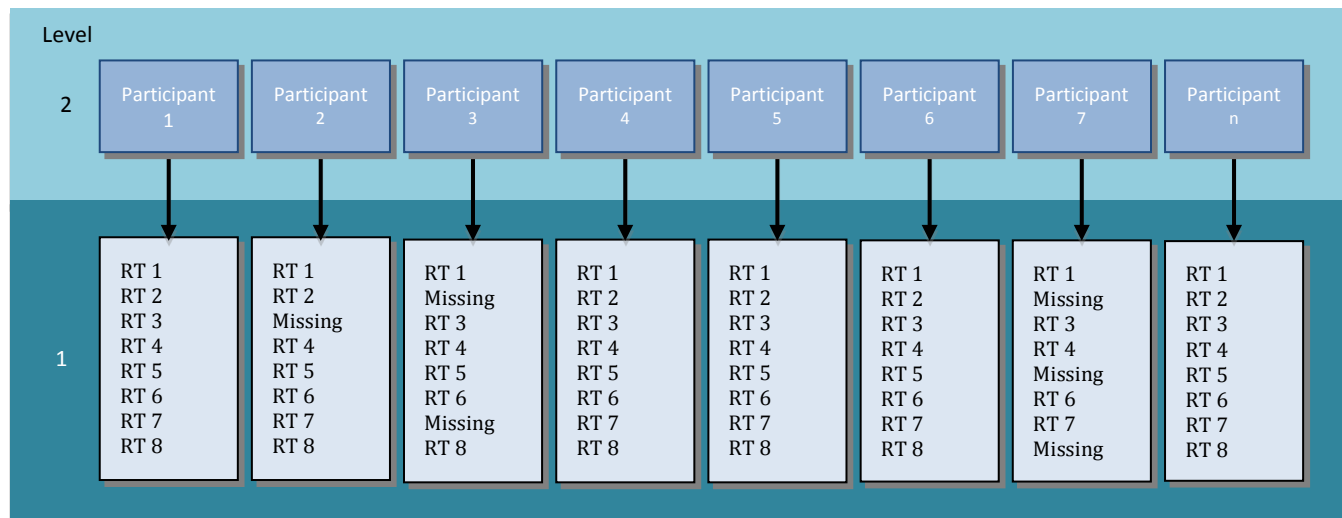 Level
2
Participant
1
Participant
2
Participant
3
Participant
4
Participant
5
Participant
6
Participant
7
Participant
n
1
RT 1
RT 2
RT 3
RT 4
RT 5
RT 6
RT 7
RT 8
RT 1
RT 2
Missing
RT 4
RT 5
RT 6
RT 7
RT 8
RT 1
Missing
RT 3
RT 4
RT 5
RT 6
Missing
RT 8
RT 1
RT 2
RT 3
RT 4
RT 5
RT 6
RT 7
RT 8
RT 1
RT 2
RT 3
RT 4
RT 5
RT 6
RT 7
RT 8
RT 1
RT 2
RT 3
RT 4
RT 5
RT 6
RT 7
RT 8
RT 1
Missing
RT 3
RT 4
Missing
RT 6
RT 7
Missing
RT 1
RT 2
RT 3
RT 4
RT 5
RT 6
RT 7
RT 8